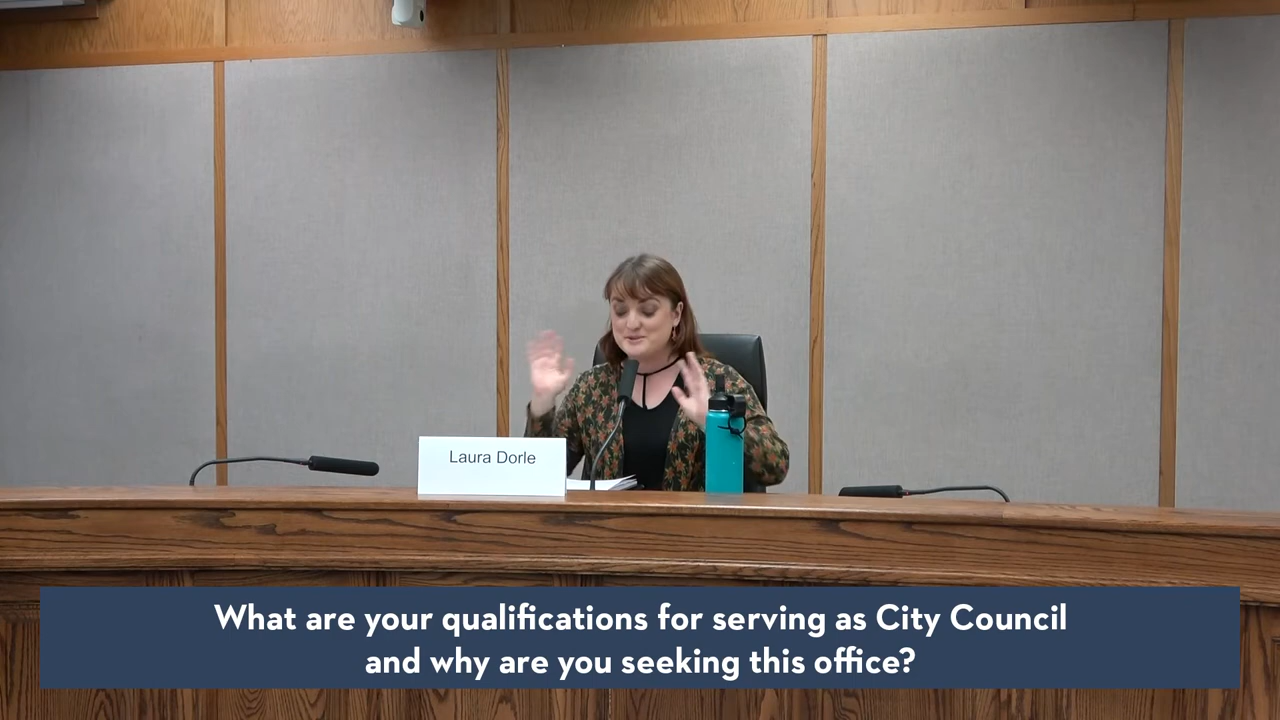 Laura Dorle
What are your qualifications for serving as City Council
and why are you seeking this office?